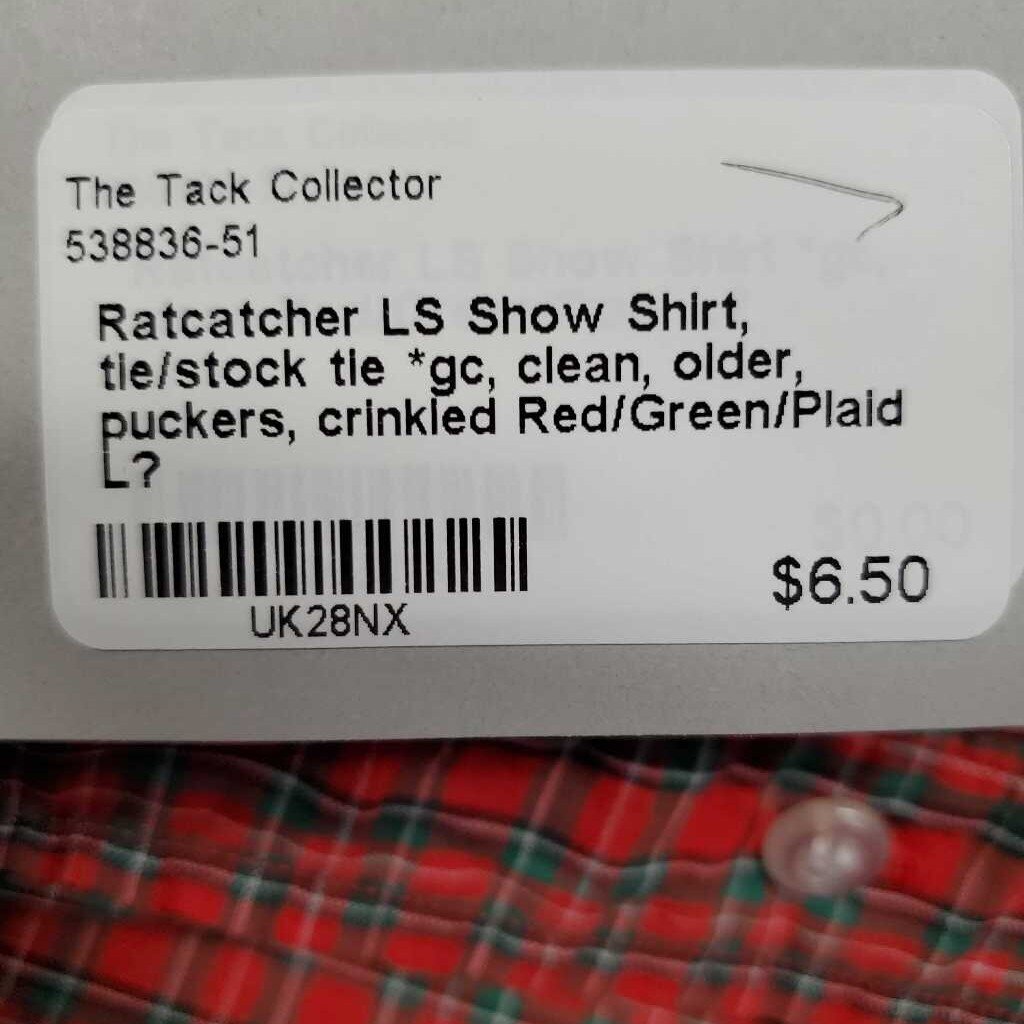 The Tack Collector
538836-51
Ratcatcher LS Show Shirt,
tie/stock tie *gc, clean, older,
puckers, crinkled Red/Green/Plaid
L?
UK28NX
$6.50